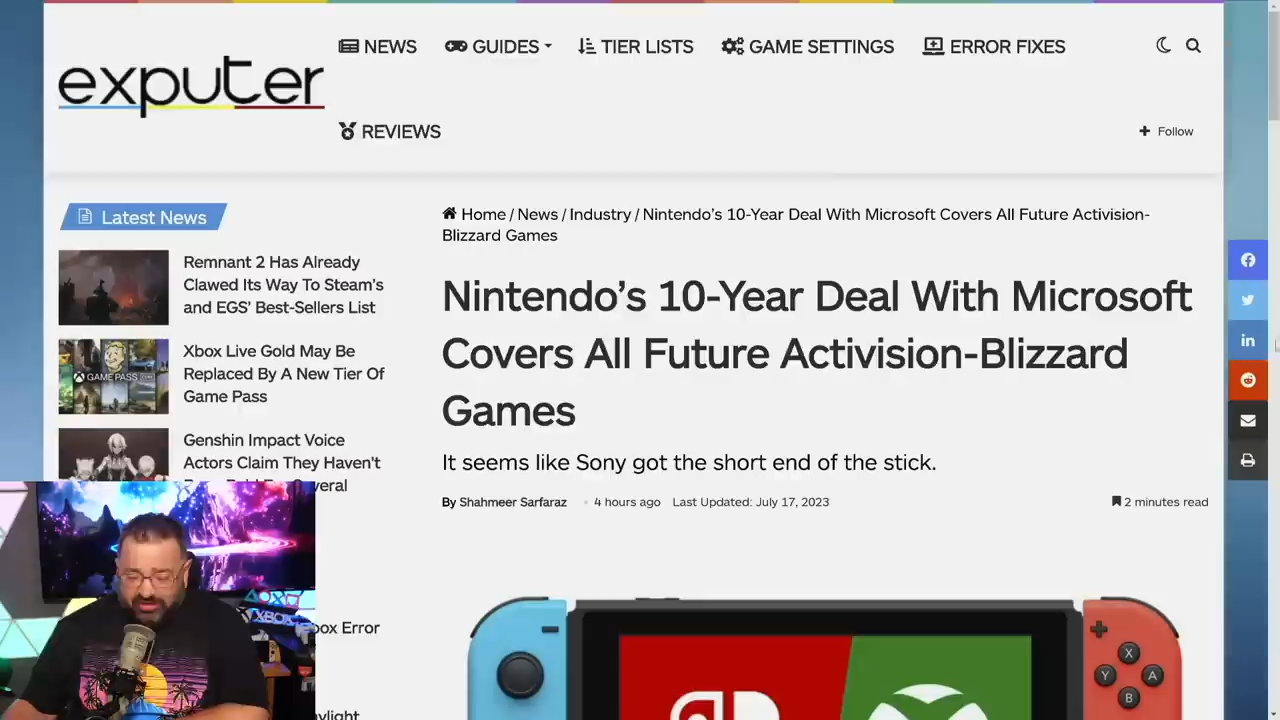 exputer
NEWS
GUIDES
TIER LISTS
GAME SETTINGS
ERROR FIXES
REVIEWS
Follow
Latest News
Remnant 2 Has Already
Clawed Its Way To Steam's
and EGS' Best-Sellers List
Xbox Live Gold May Be
Replaced By A New Tier Of
Game Pass
GAME PASS
Genshin Impact Voice
Actors Claim They Haven't
Home / News / Industry / Nintendo's 10-Year Deal With Microsoft Covers All Future Activision-
Blizzard Games
Nintendo's 10-Year Deal With Microsoft
Covers All Future Activision-Blizzard
Games
It seems like Sony got the short end of the stick.
By Shahmeer Sarfaraz
4 hours ago
Last Updated: July 17, 2023
2 minutes read
XBOX
Error
X
Y
A
B